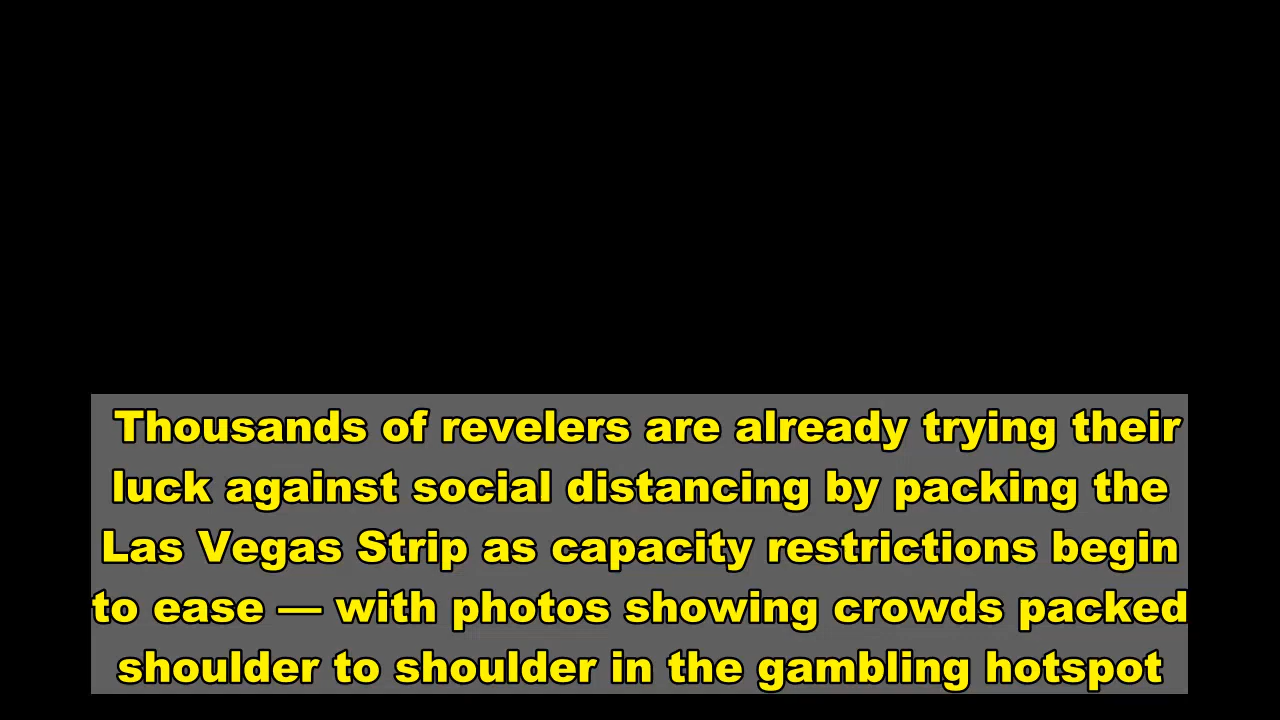 Thousands of revelers are already trying their
luck against social distancing by packing the
Las Vegas Strip as capacity restrictions begin
to ease — with photos showing crowds packed
shoulder to shoulder in the gambling hotspot